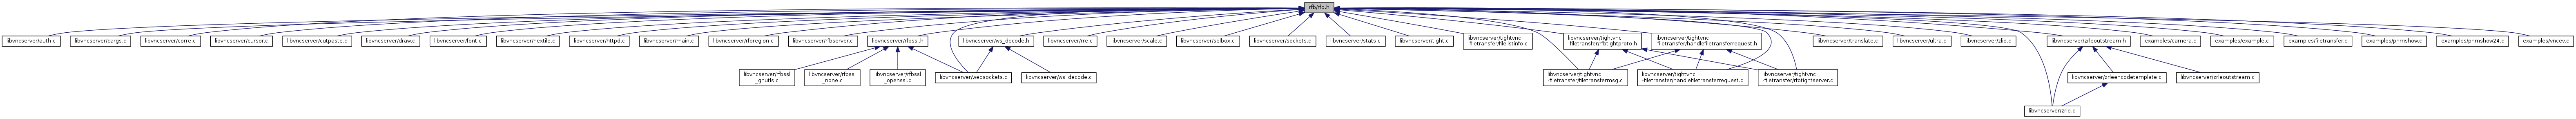 rfb/rfb.h
libvncserver/auth.c
libvncserver/cargs.c
libvncserver/corre.c
libvncserver/cursor.c
libvncserver/cutpaste.c
libvncserver/draw.c
libvncserver/font.c
libvncserver/hextile.c
libvncserver/httpd.c
libvncserver/main.c
libvncserver/rfbregion.c
libvncserver/rfbserver.c
libvncserver/rfbssl.h
libvncserver/ws_decode.h
libvncserver/rre.c
libvncserver/scale.c
libvncserver/selbox.c
libvncserver/sockets.c
libvncserver/stats.c
libvncserver/tight.c
libvncserver/tightvnc
-filetransfer/filelistinfo.c
libvncserver/tightvnc
-filetransfer/rfbtightproto.h
libvncserver/tightvnc
-filetransfer/handlefiletransferrequest.h
libvncserver/translate.c
libvncserver/ultra.c
libvncserver/zlib.c
libvncserver/zrleoutstream.h
examples/camera.c
examples/example.c
examples/filetransfer.c
examples/pnmshow.c
examples/pnmshow24.c
examples/vncev.c
libvncserver/rfbssl
_gnutls.c
libvncserver/rfbssl
_none.c
libvncserver/rfbssl
_openssl.c
libvncserver/websockets.c
libvncserver/ws_decode.c
libvncserver/tightvnc
-filetransfer/filetransfermsg.c
libvncserver/tightvnc
-filetransfer/handlefiletransferrequest.c
libvncserver/tightvnc
-filetransfer/rfbtightserver.c
libvncserver/zrleencodetemplate.c
libvncserver/zrleoutstream.c
libvncserver/zrle.c